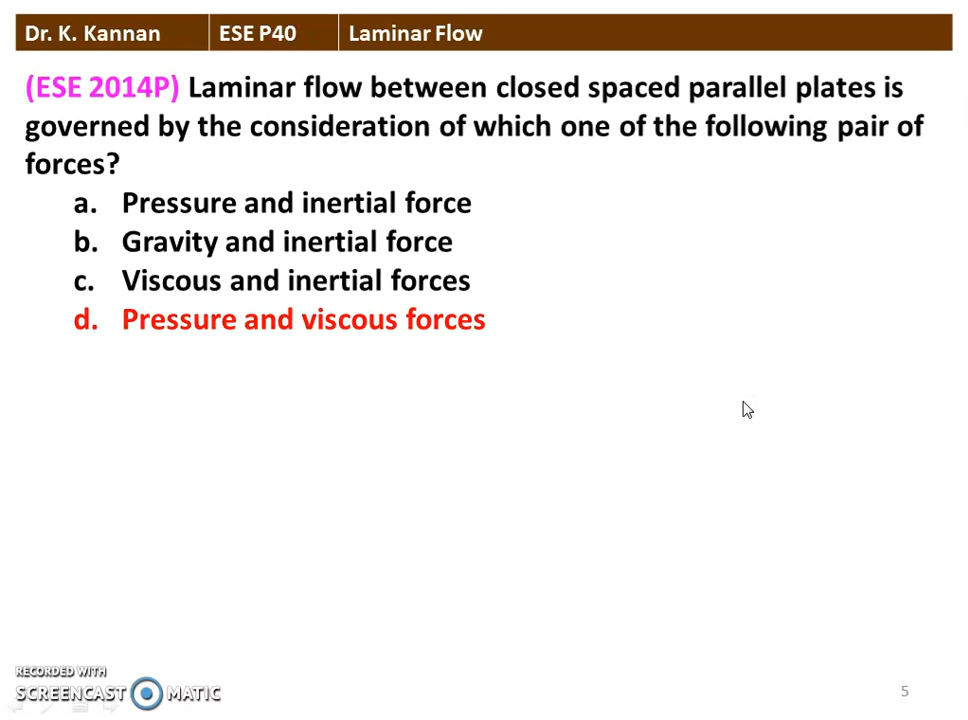 Dr. K. Kannan ESE P40 Laminar Flow
(ESE 2014P) Laminar flow between closed spaced parallel plates is
governed by the consideration of which one of the following pair of
forces?
a. Pressure and inertial force
b. Gravity and inertial force
c. Viscous and inertial forces
d. Pressure and viscous forces
RECORDED WITH
SCREENCAST MATIC
5